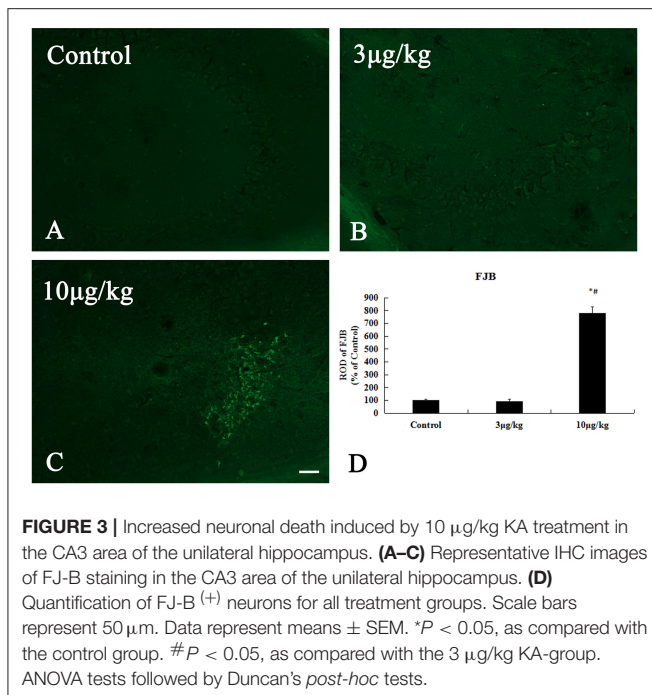 Control
3μg/kg
A
B
10μg/kg
C
FJB
*#
ROD of FJB
(% of Control)
900
800
700
600
500
400
300
200
100
0
Control 3μg/kg 10μg/kg
D
FIGURE 3 | Increased neuronal death induced by 10 μg/kg KA treatment in
the CA3 area of the unilateral hippocampus. (A–C) Representative IHC images
of FJ-B staining in the CA3 area of the unilateral hippocampus. (D)
Quantification of FJ-B (+) neurons for all treatment groups. Scale bars
represent 50 μm. Data represent means ± SEM. *P < 0.05, as compared with
the control group. #P < 0.05, as compared with the 3 μg/kg KA-group.
ANOVA tests followed by Duncan's post-hoc tests.